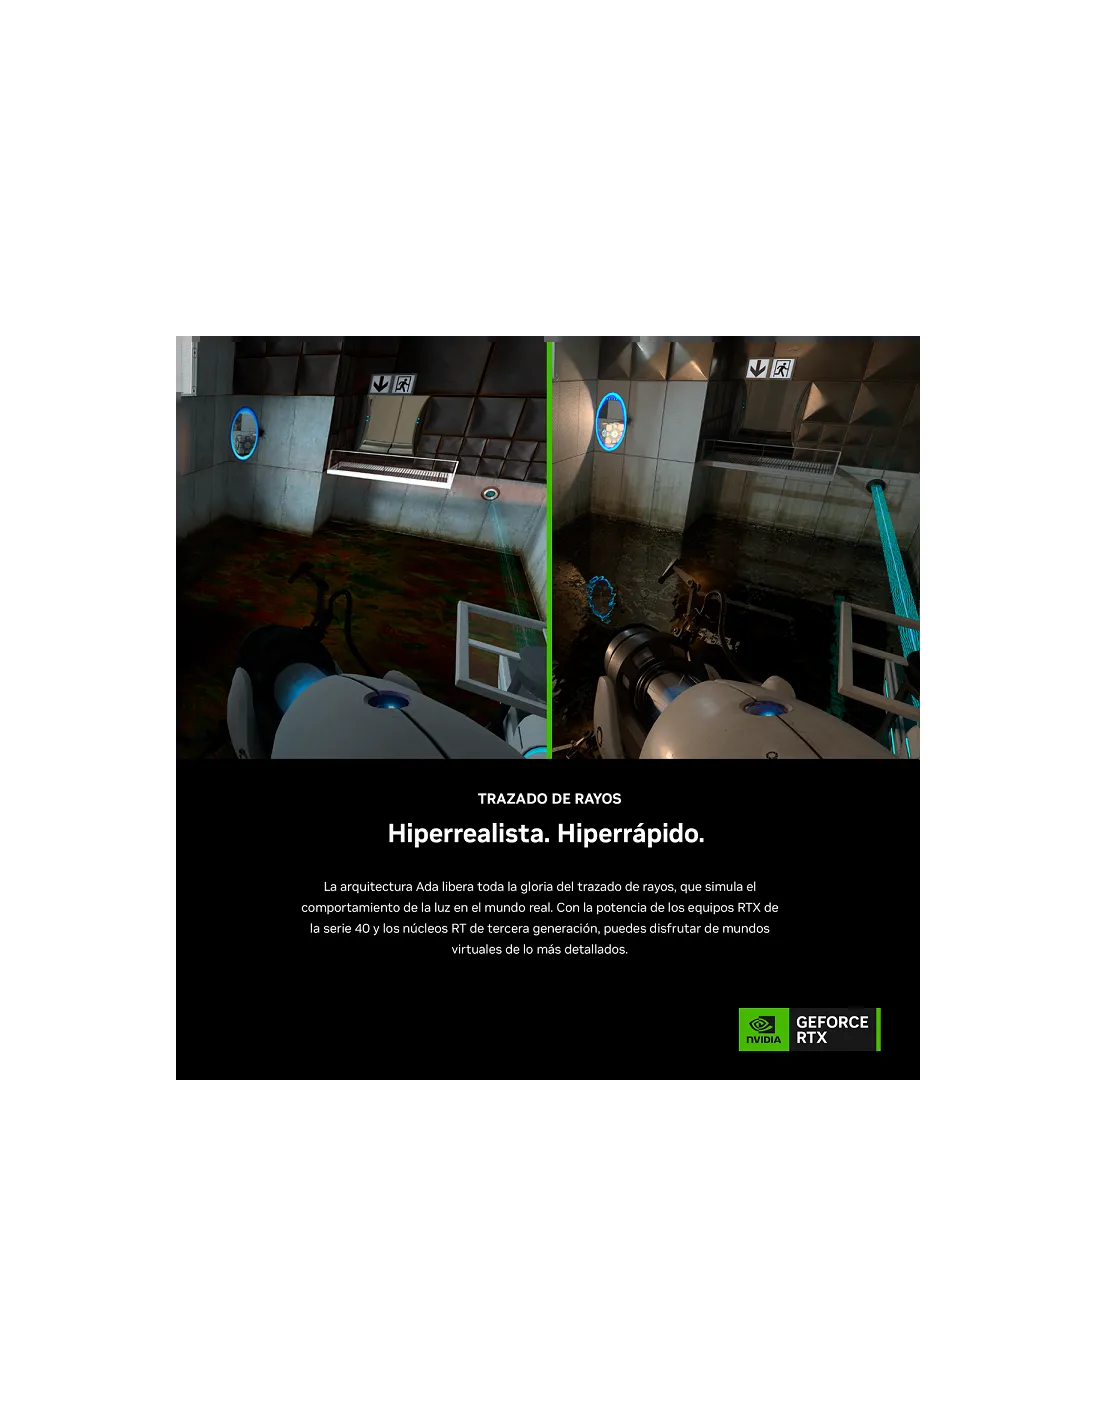 TRAZADO DE RAYOS
Hiperrealista. Hiperrápido.
La arquitectura Ada libera toda la gloria del trazado de rayos, que simula el
comportamiento de la luz en el mundo real. Con la potencia de los equipos RTX de
la serie 40 y los núcleos RT de tercera generación, puedes disfrutar de mundos
virtuales de lo más detallados.
NVIDIA
GEFORCE
RTX